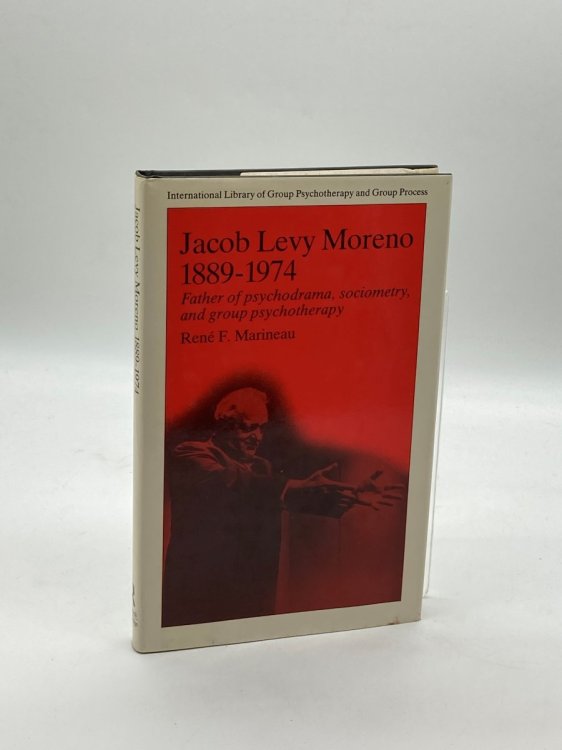 International Library of Group Psychotherapy and Group Process
Jacob Levy Moreno
1889-1974
Father of psychodrama, sociometry,
and group psychotherapy
René F. Marineau
Jacob Levy Moreno 1889-1974